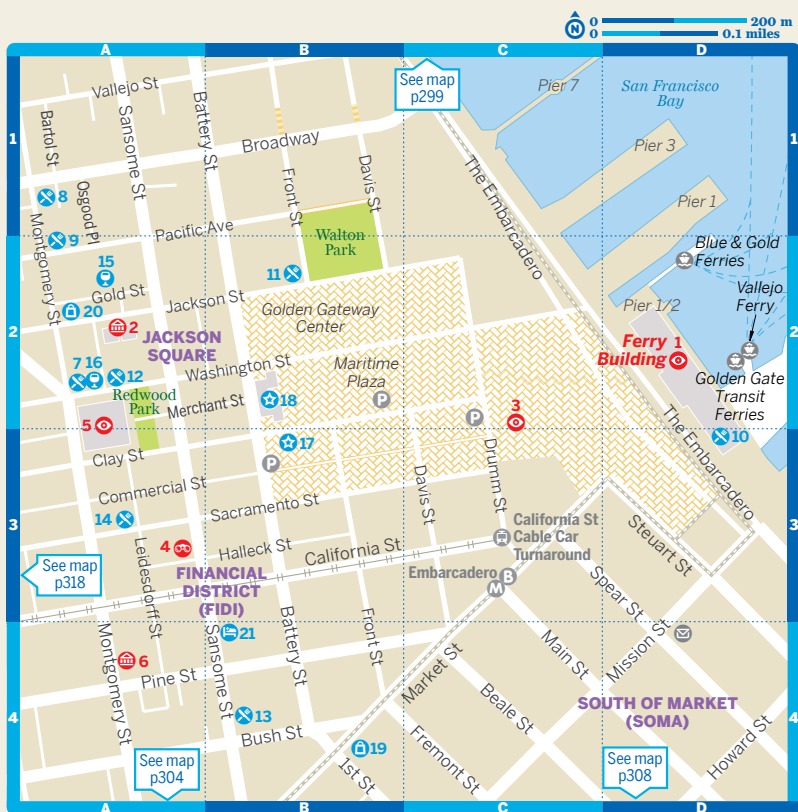 N
0 200 m
0 0.1 miles
A B C D
1
2
3
4
1
2
3
4
A B C D
See map
p299
Pier 7
San Francisco
Bay
Pier 3
Pier 1
Pier 1/2
Blue & Gold
Ferries
Vallejo
Ferry
Ferry 1
Building
Golden Gate
Transit
Ferries
10
The Embarcadero
The Embarcadero
Vallejo St
Sansome St
Battery St
Broadway
Bartol St
Osgood Pl
Front St
Davis St
8
9
Montgomery St
Pacific Ave
Walton
Park
15
11
Gold St
20
Jackson St
2
JACKSON
SQUARE
Golden Gateway
Center
7 16
12
Washington St
Maritime
Plaza
P
Redwood
Park
Merchant St
18
5
3
P
17
P
Clay St
Commercial St
Davis St
Drumm St
14
Sacramento St
4
Halleck St
California St
California St
Cable Car
Turnaround
Embarcadero
B
M
See map
p318
Leidesdorff St
FINANCIAL
DISTRICT
(FIDI)
Steuart St
Spear St
Mission St
Main St
Battery St
Front St
Sansome St
21
Montgomery St
6
Pine St
Market St
Beale St
SOUTH OF MARKET
(SOMA)
13
Bush St
19
1st St
Fremont St
Howard St
See map
p304
See map
p308